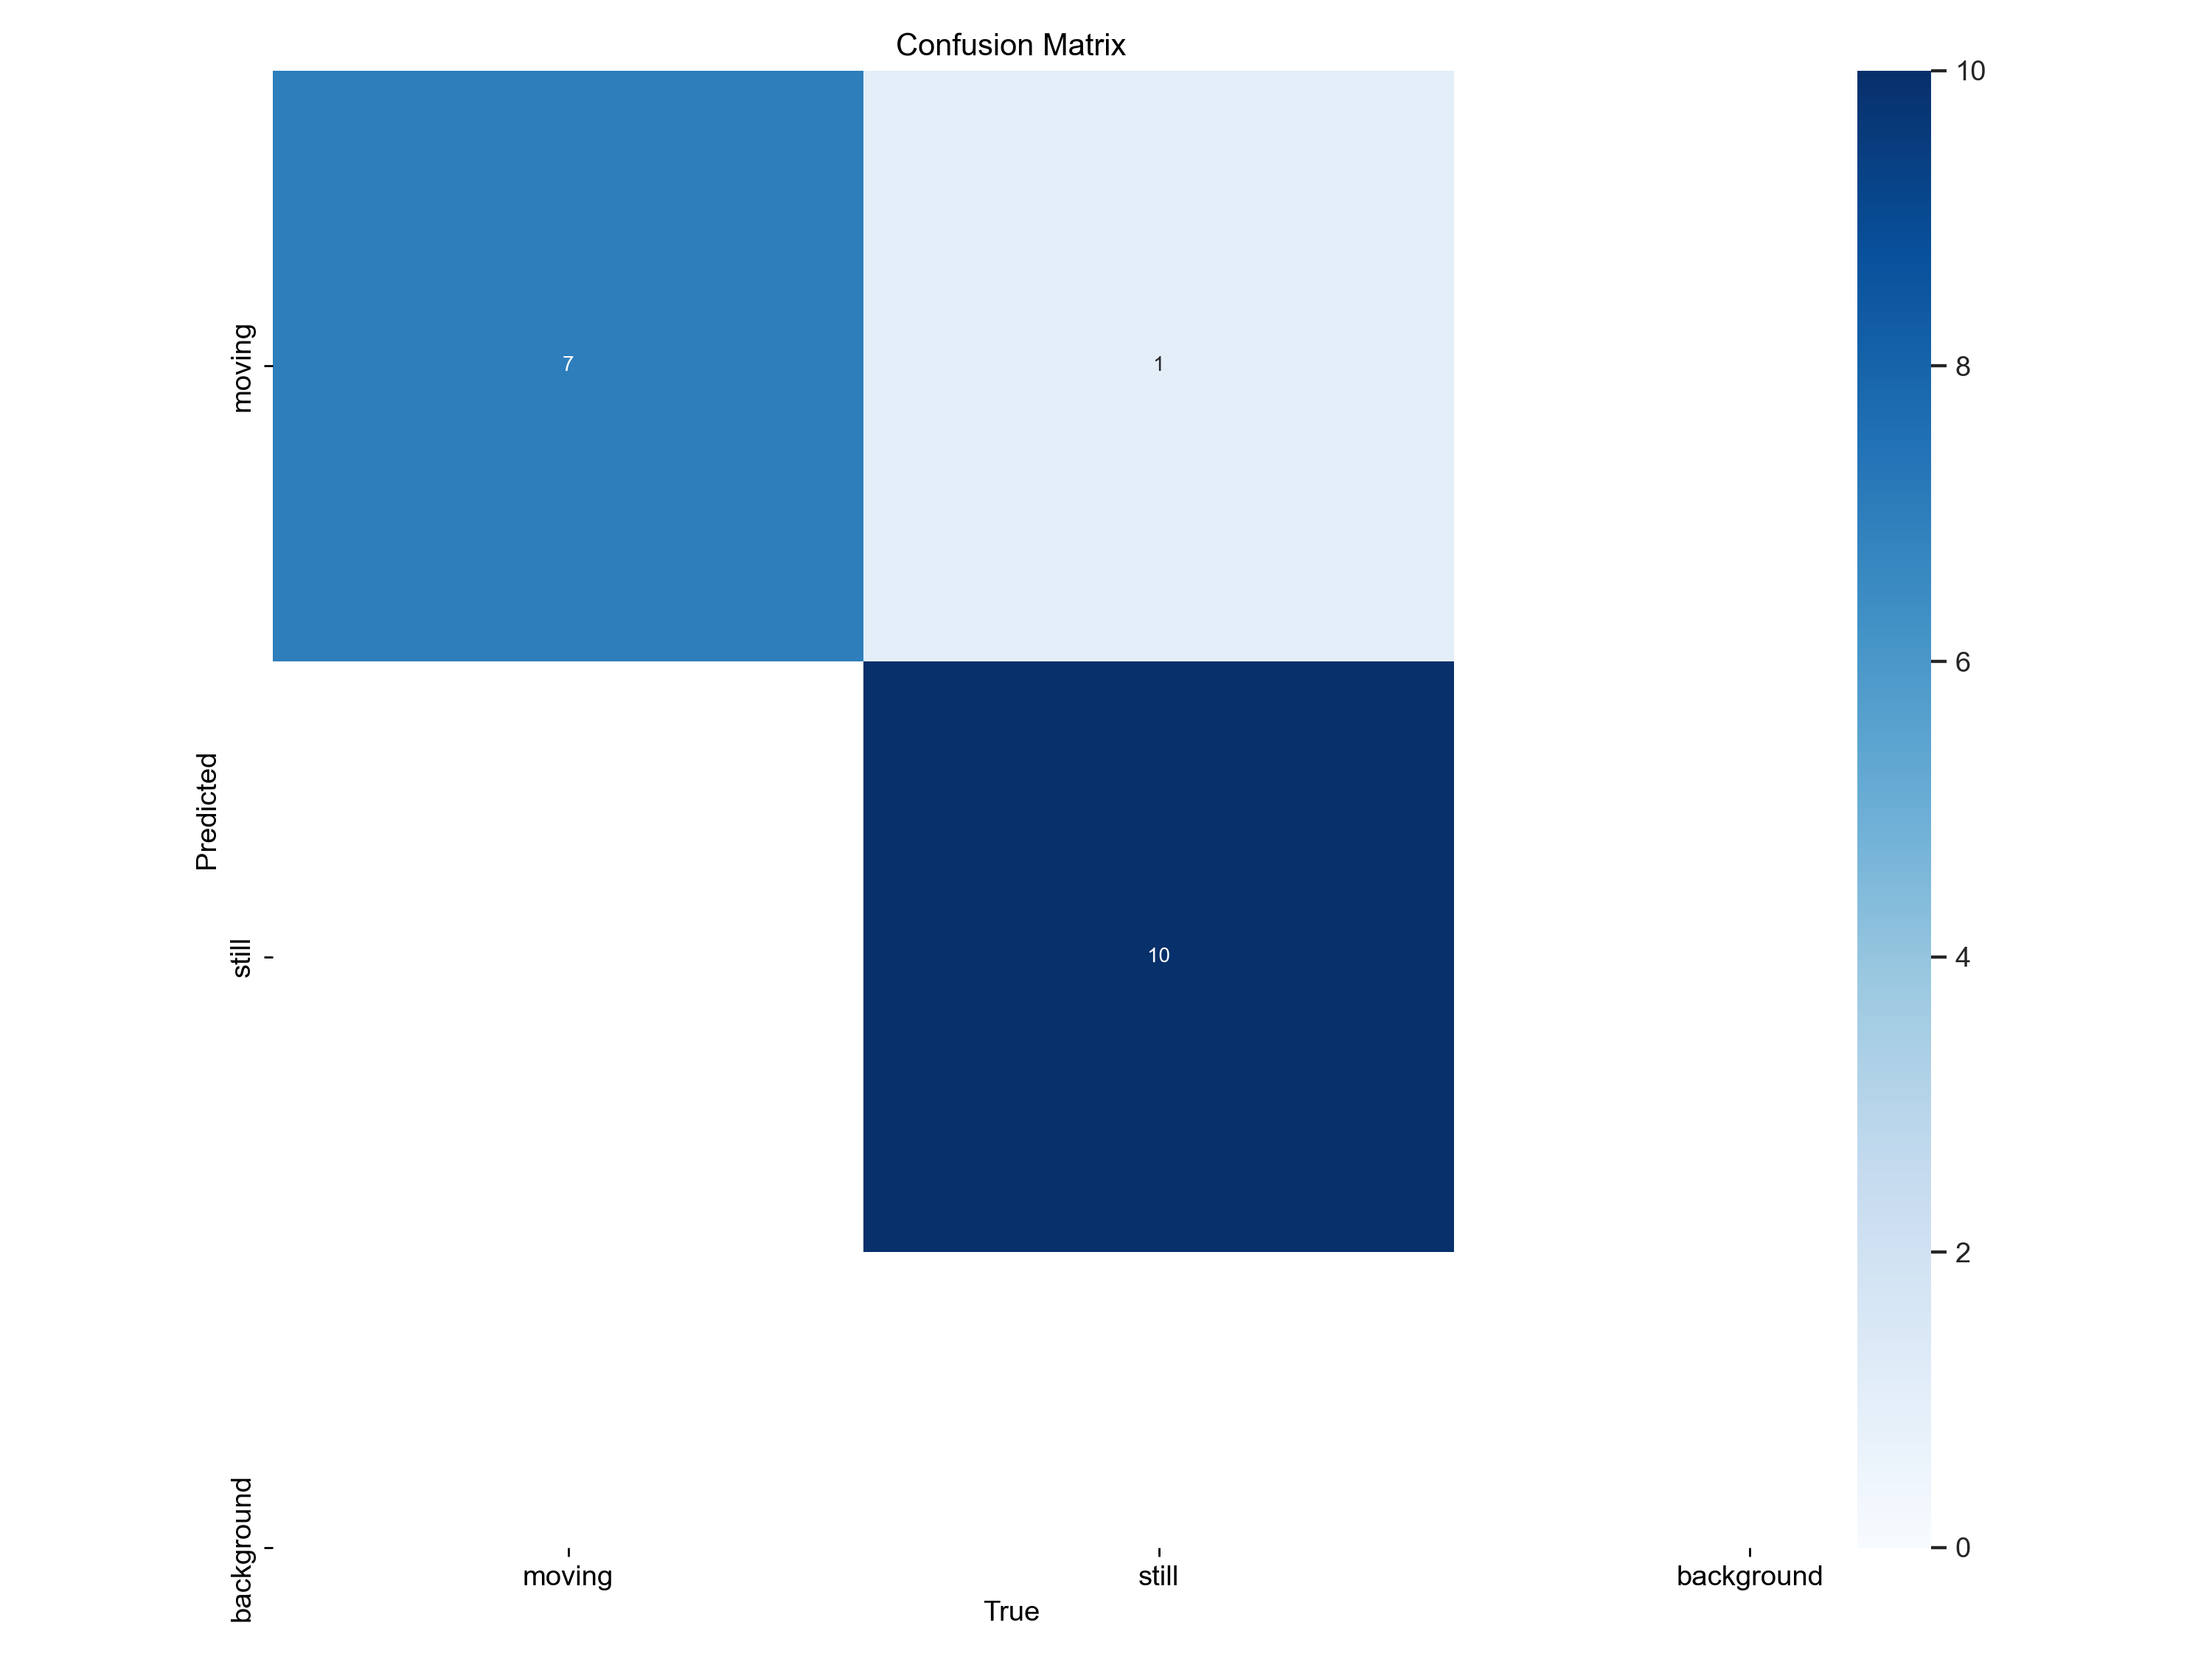 Confusion Matrix
moving
still
background
Predicted
7
1
10
moving
still
background
True
10
8
6
4
2
0